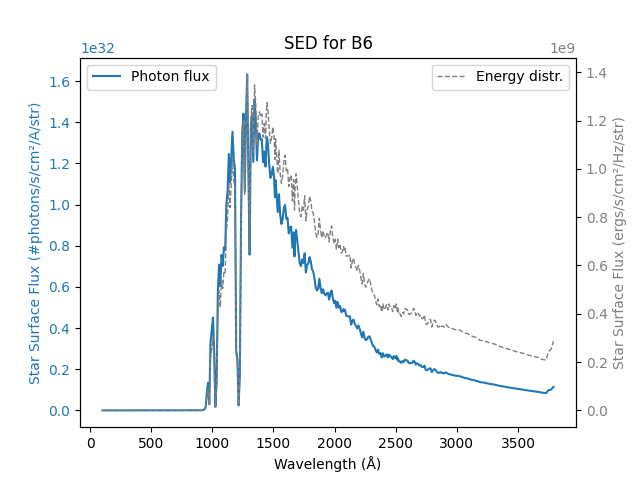 SED for B6
1e32
1e9
Photon flux
Energy distr.
1.6
1.4
1.2
1.0
0.8
0.6
0.4
0.2
0.0
Star Surface Flux (#photons/s/cm²/A/str)
1.4
1.2
1.0
0.8
0.6
0.4
0.2
0.0
Star Surface Flux (ergs/s/cm²/Hz/str)
0 500 1000 1500 2000 2500 3000 3500
Wavelength (Å)